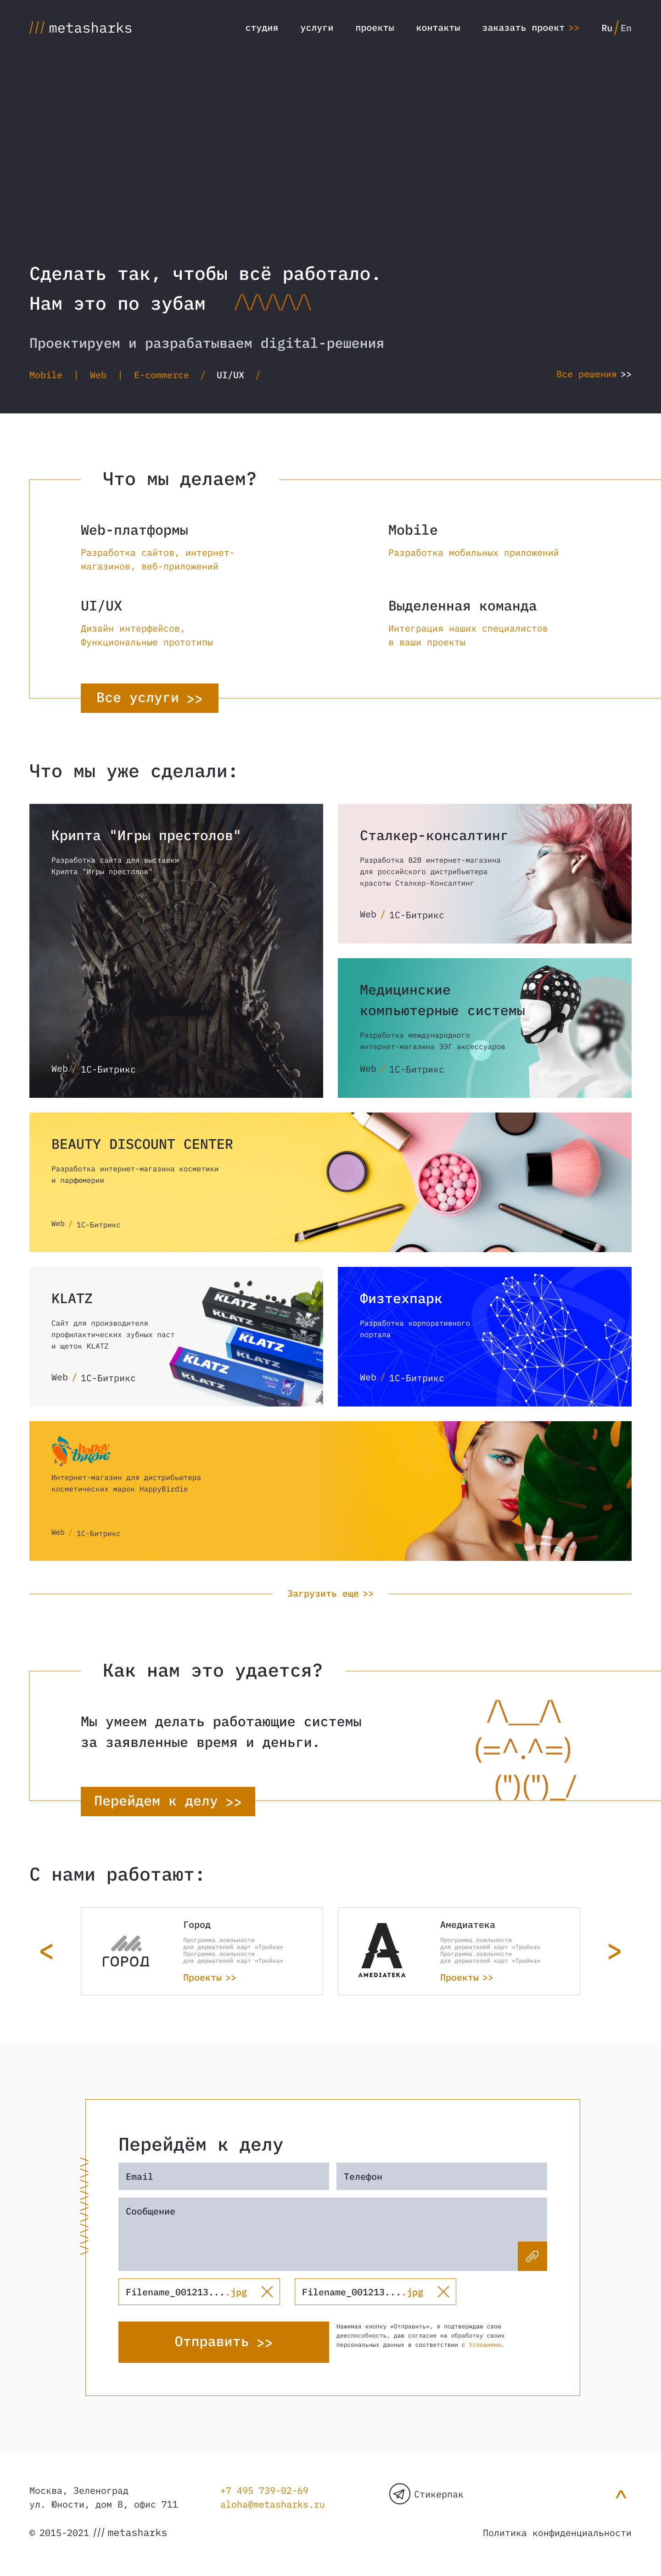 /// metasharks
студия услуги проекты контакты заказать проект >> Ru / En
Сделать так, чтобы всё работало.
Нам это по зубам /\/\/\/\/\
Проектируем и разрабатываем digital-решения
Mobile | Web | E-commerce / UI/UX /
Все решения >>
Что мы делаем?
Web-платформы
Разработка сайтов, интернет-
магазинов, веб-приложений
Mobile
Разработка мобильных приложений
UI/UX
Дизайн интерфейсов,
Функциональные прототипы
Выделенная команда
Интеграция наших специалистов
в ваши проекты
Все услуги >>
Что мы уже сделали:
Крипта "Игры престолов"
Разработка сайта для выставки
Крипта "Игры престолов"
Web / 1С-Битрикс
Сталкер-консалтинг
Разработка B2B интернет-магазина
для российского дистрибьютера
красоты Сталкер-Консалтинг
Web / 1С-Битрикс
Медицинские
компьютерные системы
Разработка международного
интернет-магазина ЭЭГ аксессуаров
Web / 1С-Битрикс
BEAUTY DISCOUNT CENTER
Разработка интернет-магазина косметики
и парфюмерии
Web / 1С-Битрикс
KLATZ
Сайт для производителя
профилактических зубных паст
и щеток KLATZ
Web / 1С-Битрикс
KLATZ
KLATZ
KLATZ
KLATZ
KLATZ
HEALTH
Физтехпарк
Разработка корпоративного
портала
Web / 1С-Битрикс
happy
birdie
Интернет-магазин для дистрибьютера
косметических марок HappyBirdie
Web / 1С-Битрикс
Загрузить еще >>
Как нам это удается?
Мы умеем делать работающие системы
за заявленные время и деньги.
/\__/\
(=^.^=)
(")(")_/
Перейдем к делу >>
С нами работают:
<
ГОРОД
Город
Программа лояльности
для держателей карт «Тройка»
Программа лояльности
для держателей карт «Тройка»
Проекты >>
AMEDIATEKA
Амедиатека
Программа лояльности
для держателей карт «Тройка»
Программа лояльности
для держателей карт «Тройка»
Проекты >>
>
Перейдём к делу
Email
Телефон
Сообщение
Filename_001213....jpg
Filename_001213....jpg
Отправить >>
Нажимая кнопку «Отправить», я подтверждаю свое
дееспособность, даю согласие на обработку своих
персональных данных в соответствии с Условиями.
Москва, Зеленоград
ул. Юности, дом 8, офис 711
+7 495 739-02-69
aloha@metasharks.ru
Стикерпак
^
© 2015-2021 /// metasharks
Политика конфиденциальности